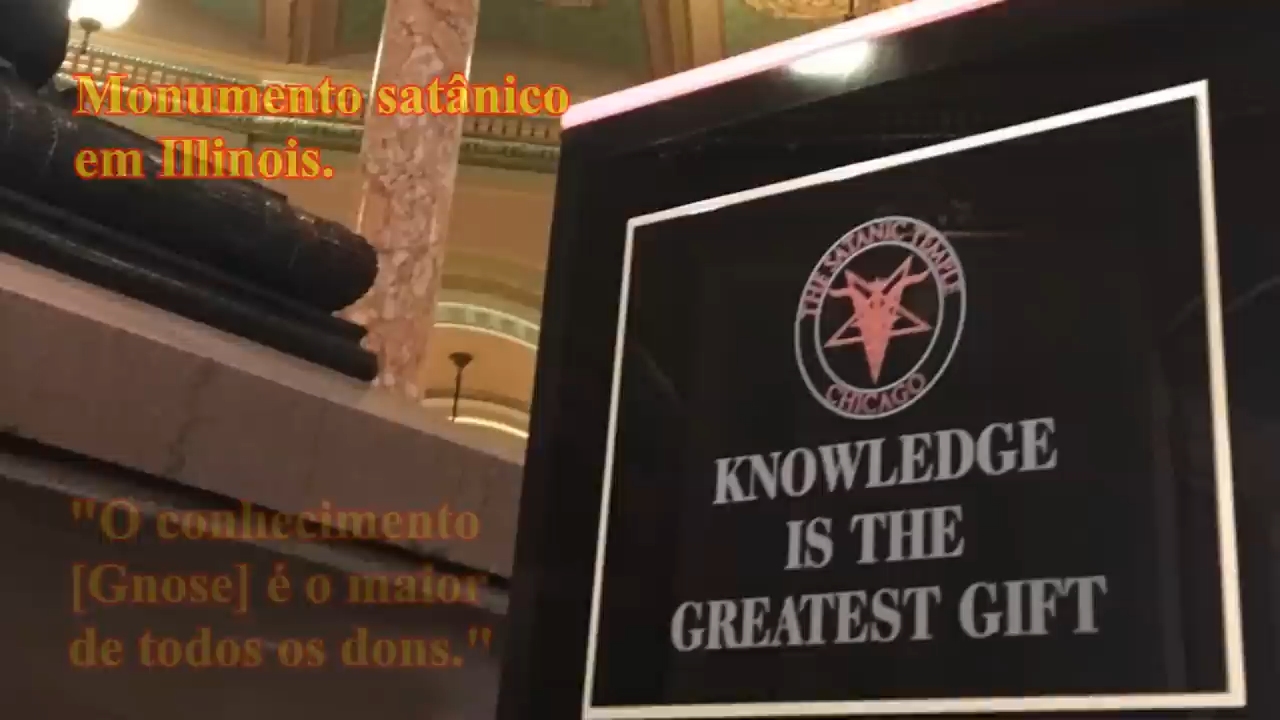 Monumento satânico
em Illinois.
THE SATANIC TEMPLE
CHICAGO
KNOWLEDGE
IS THE
GREATEST GIFT
"O conhecimento
[Gnose] é o maior
de todos os dons."